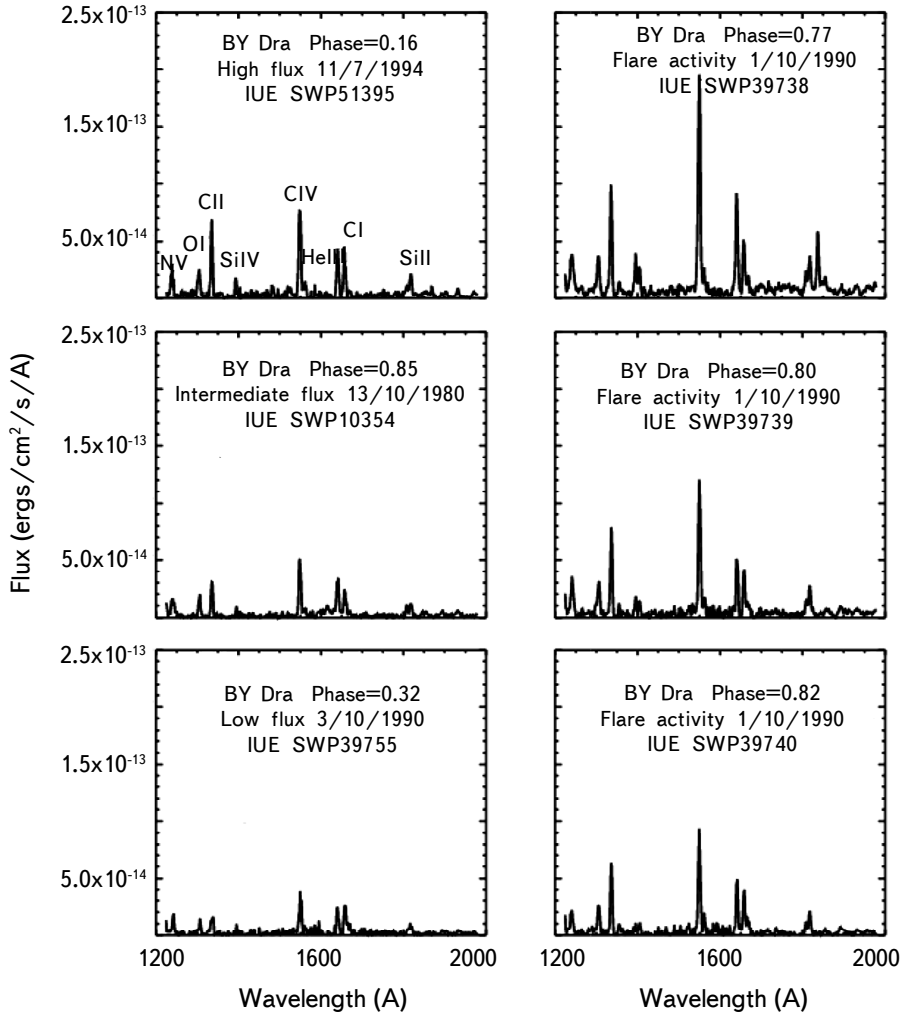 2.5x10-13
1.5x10-13
5.0x10-14
BY Dra Phase=0.16
High flux 11/7/1994
IUE SWP51395
NV
OI
CII
SiIV
CIV
HeII
CI
SiII
BY Dra Phase=0.77
Flare activity 1/10/1990
IUE SWP39738
2.5x10-13
1.5x10-13
5.0x10-14
BY Dra Phase=0.85
Intermediate flux 13/10/1980
IUE SWP10354
BY Dra Phase=0.80
Flare activity 1/10/1990
IUE SWP39739
Flux (ergs/cm2/s/A)
2.5x10-13
1.5x10-13
5.0x10-14
BY Dra Phase=0.32
Low flux 3/10/1990
IUE SWP39755
BY Dra Phase=0.82
Flare activity 1/10/1990
IUE SWP39740
1200 1600 2000
1200 1600 2000
Wavelength (A)
Wavelength (A)